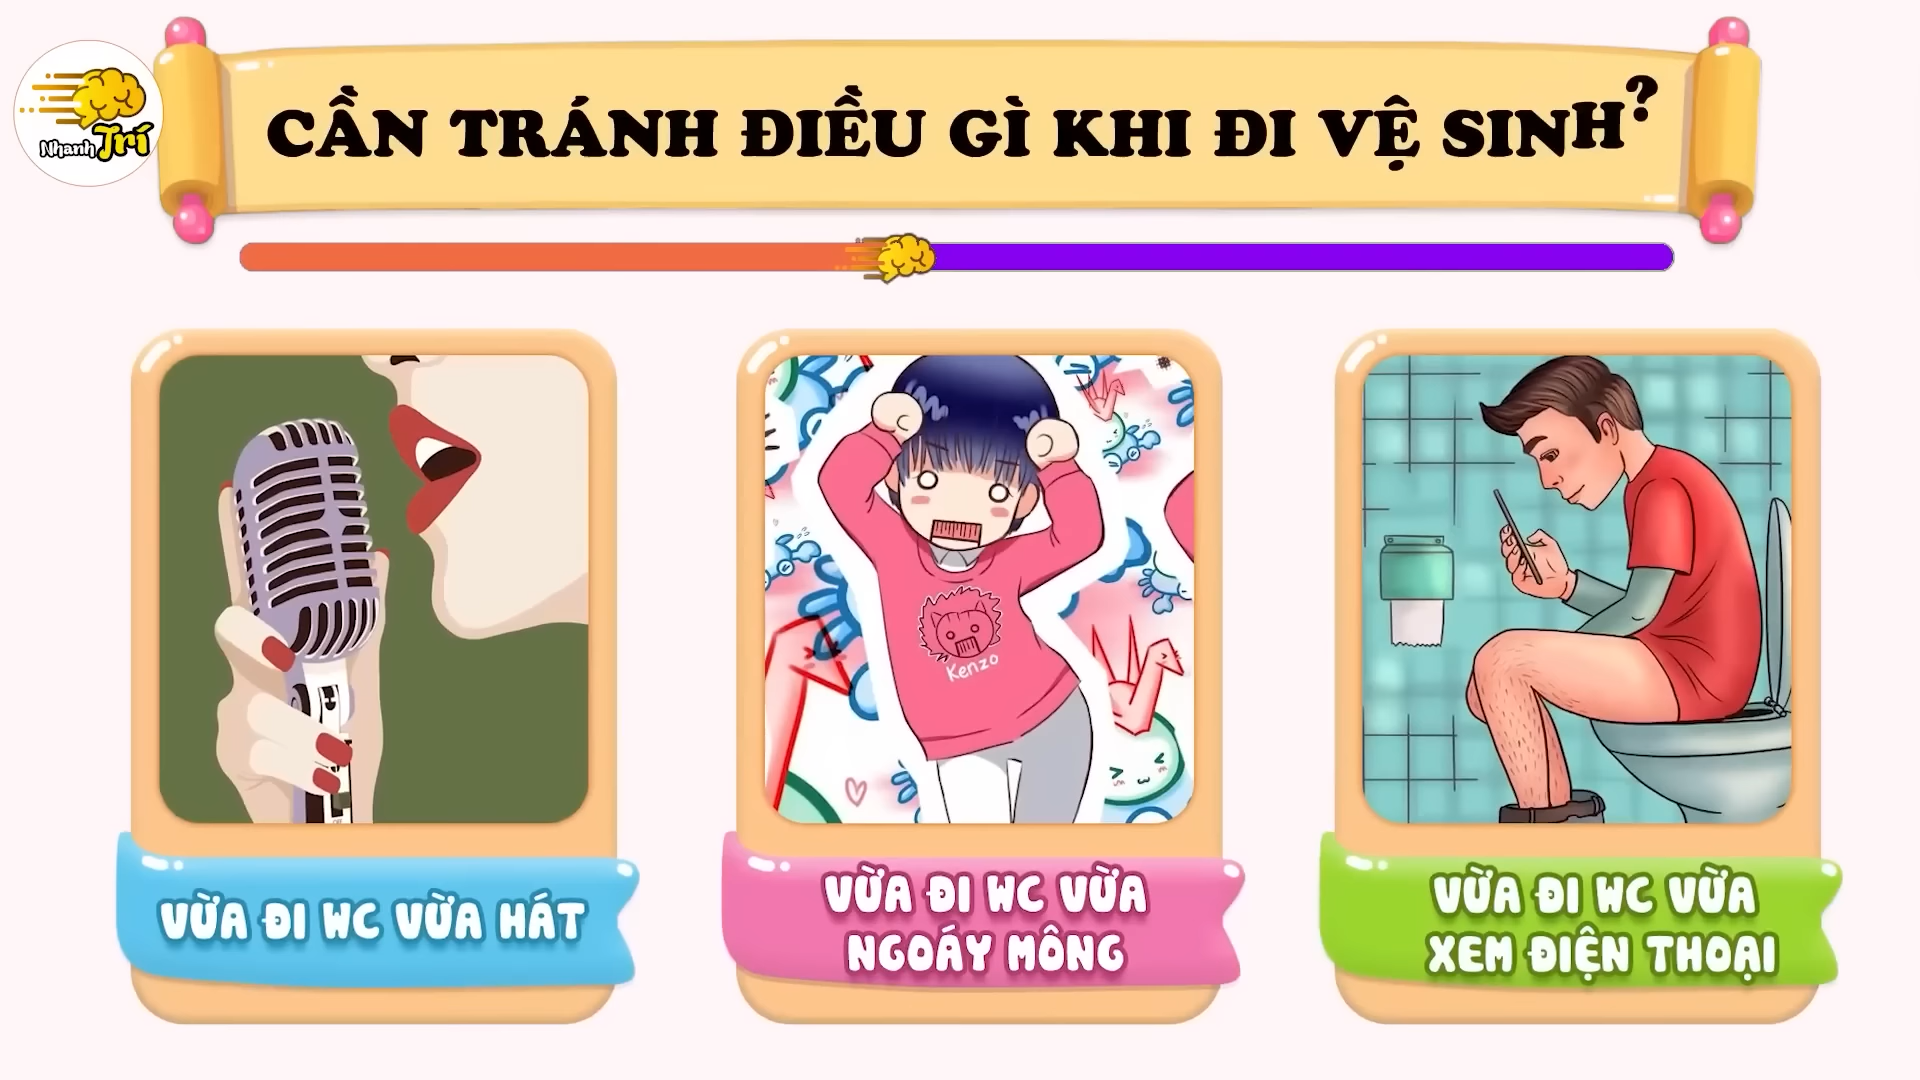 Nhanh Trí
CẦN TRÁNH ĐIỀU GÌ KHI ĐI VỆ SINH?
Kenzo
VỪA ĐI WC VỪA HÁT
VỪA ĐI WC VỪA
NGOÁY MÔNG
VỪA ĐI WC VỪA
XEM ĐIỆN THOẠI